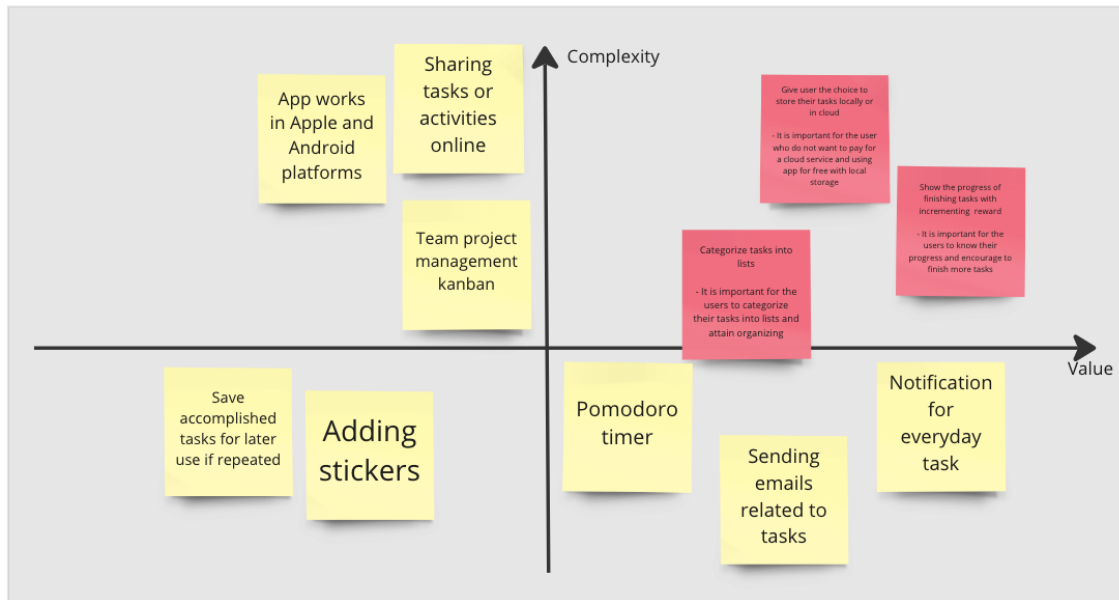 Complexity
Value
App works
in Apple and
Android
platforms
Sharing
tasks or
activities
online
Team project
management
kanban
Give user the choice to
store their tasks locally or
in cloud
- It is important for the user
who do not want to pay for
a cloud service and using
app for free with local
storage
Show the progress of
finishing tasks with
incrementing reward
- It is important for the
users to know their
progress and encourage to
finish more tasks
Categorize tasks into
lists
- It is important for the
users to categorize
their tasks into lists and
attain organizing
Save
accomplished
tasks for later
use if repeated
Adding
stickers
Pomodoro
timer
Sending
emails
related to
tasks
Notification
for
everyday
task